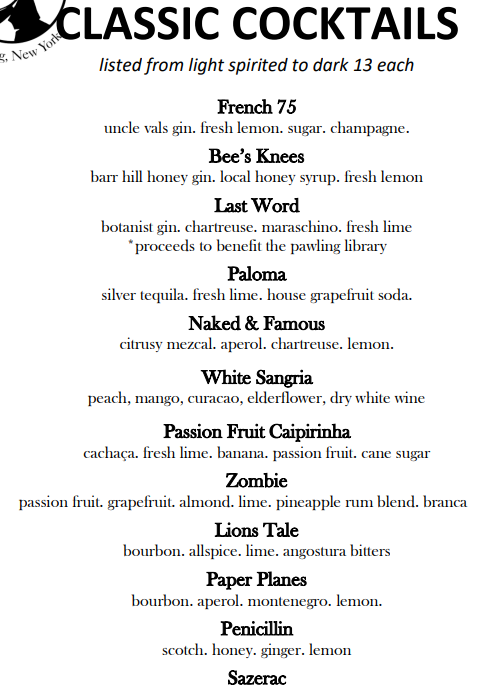 CLASSIC COCKTAILS
g, New York
listed from light spirited to dark 13 each
French 75
uncle vals gin. fresh lemon. sugar. champagne.
Bee's Knees
barr hill honey gin. local honey syrup. fresh lemon
Last Word
botanist gin. chartreuse. maraschino. fresh lime
*proceeds to benefit the pawling library
Paloma
silver tequila. fresh lime. house grapefruit soda.
Naked & Famous
citrusy mezcal. aperol. chartreuse. lemon.
White Sangria
peach, mango, curacao, elderflower, dry white wine
Passion Fruit Caipirinha
cachaça. fresh lime. banana. passion fruit. cane sugar
Zombie
passion fruit. grapefruit. almond. lime. pineapple rum blend. branca
Lions Tale
bourbon. allspice. lime. angostura bitters
Paper Planes
bourbon. aperol. montenegro. lemon.
Penicillin
scotch. honey. ginger. lemon
Sazerac